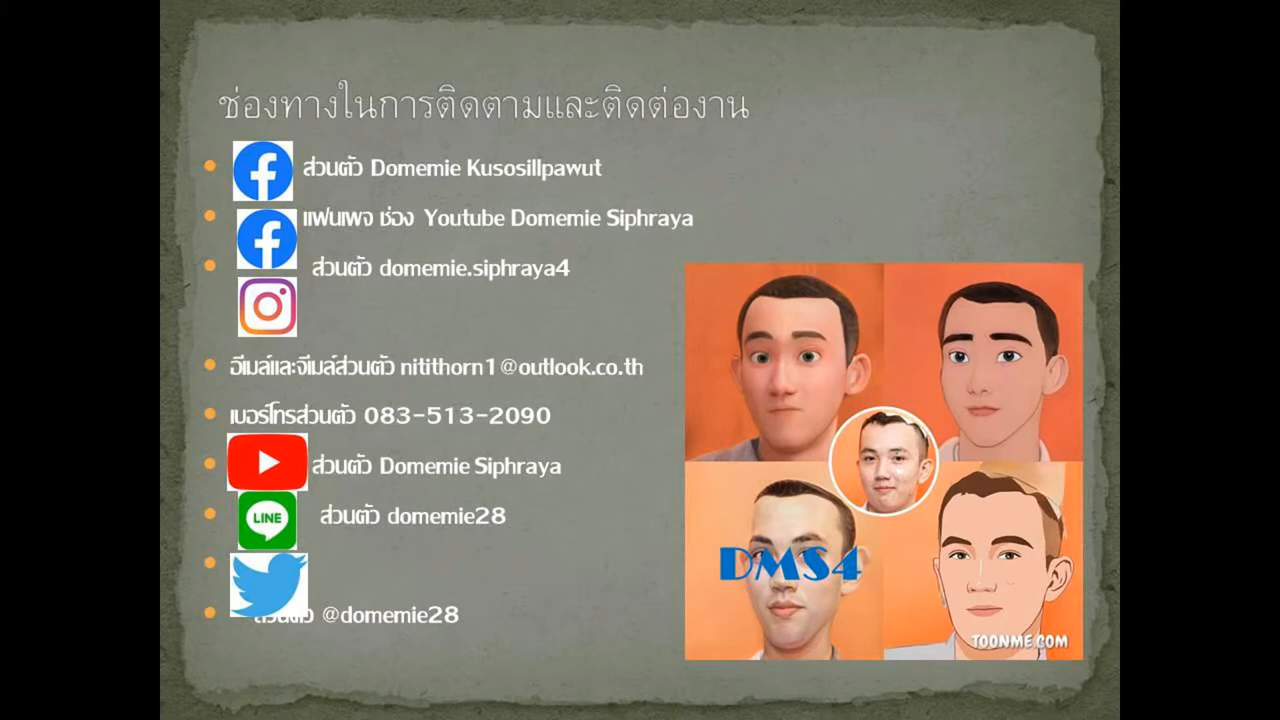 ช่องทางในการติดตามและติดต่องาน
ส่วนตัว Domemie Kusosillpawut
แฟนเพจ ช่อง Youtube Domemie Siphraya
ส่วนตัว domemie.siphraya4
อีเมล์และจีเมล์ส่วนตัว nitithorn1@outlook.co.th
เบอร์โทรส่วนตัว 083-513-2090
ส่วนตัว Domemie Siphraya
LINE ส่วนตัว domemie28
ส่วนตัว @domemie28
DMS4
TOONME.COM